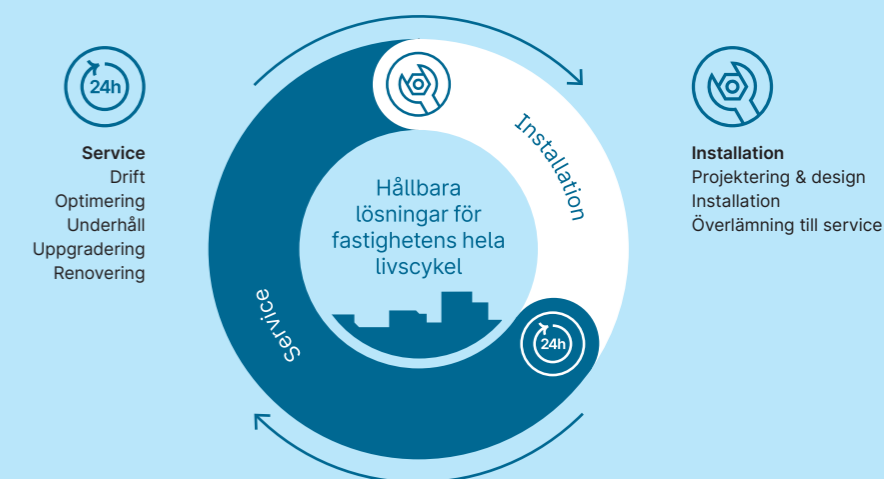 24h
Service
Drift
Optimering
Underhåll
Uppgradering
Renovering
Installation
Hållbara
lösningar för
fastighetens hela
livscykel
Service
24h
Installation
Projektering & design
Installation
Överlämning till service